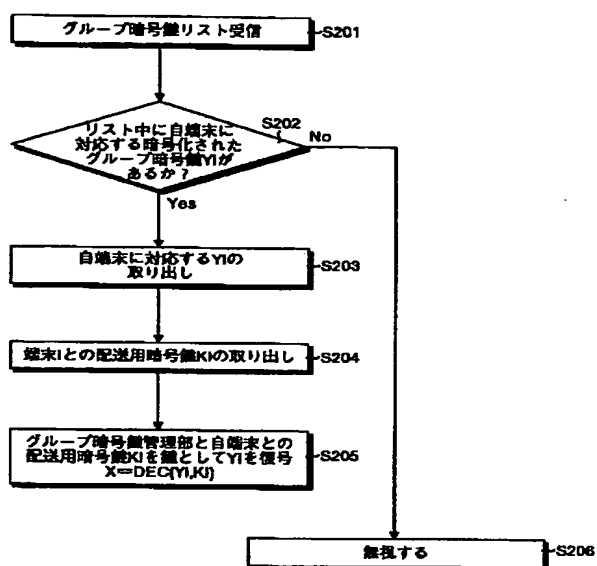 グループ暗号鍵リスト受信
S201
S202
リスト中に自端末に
対応する暗号化された
グループ暗号鍵Yiが
あるか？
No
Yes
自端末に対応するYiの
取り出し
S203
端末iとの配送用暗号鍵Kiの取り出し
S204
グループ暗号鍵管理部と自端末との
配送用暗号鍵Kiを鍵としてYiを復号
X=DEC{Yi,Ki}
S205
無視する
S206